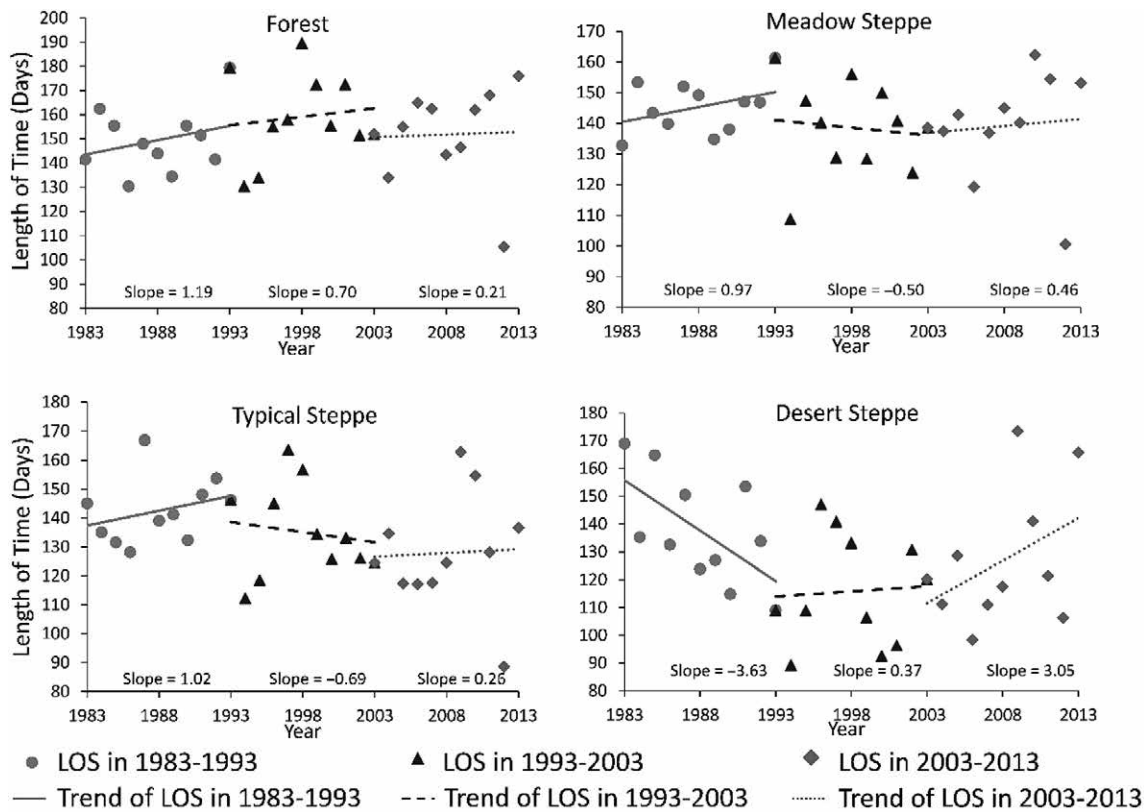 Forest
Length of Time (Days)
200
190
180
170
160
150
140
130
120
110
100
90
80
Slope = 1.19 Slope = 0.70 Slope = 0.21
1983 1988 1993 1998 2003 2008 2013
Year
Meadow Steppe
170
160
150
140
130
120
110
100
90
80
Slope = 0.97 Slope = –0.50 Slope = 0.46
1983 1988 1993 1998 2003 2008 2013
Year
Typical Steppe
Length of Time (Days)
180
170
160
150
140
130
120
110
100
90
80
Slope = 1.02 Slope = –0.69 Slope = 0.26
1983 1988 1993 1998 2003 2008 2013
Year
Desert Steppe
180
170
160
150
140
130
120
110
100
90
80
Slope = –3.63 Slope = 0.37 Slope = 3.05
1983 1988 1993 1998 2003 2008 2013
Year
LOS in 1983-1993 LOS in 1993-2003 LOS in 2003-2013
Trend of LOS in 1983-1993 Trend of LOS in 1993-2003 Trend of LOS in 2003-2013